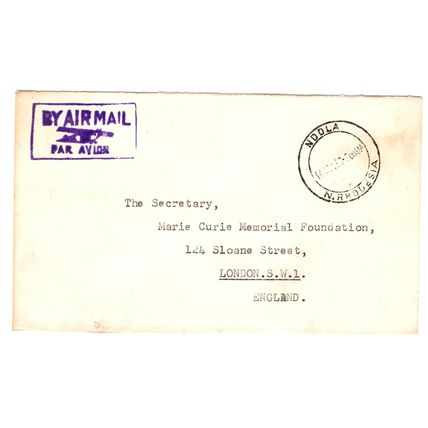 BY AIR MAIL
PAR AVION
NDOLA
N.RHODESIA
The Secretary,
Marie Curie Memorial Foundation,
124 Sloane Street,
LONDON.S.W.1.
ENGLAND.